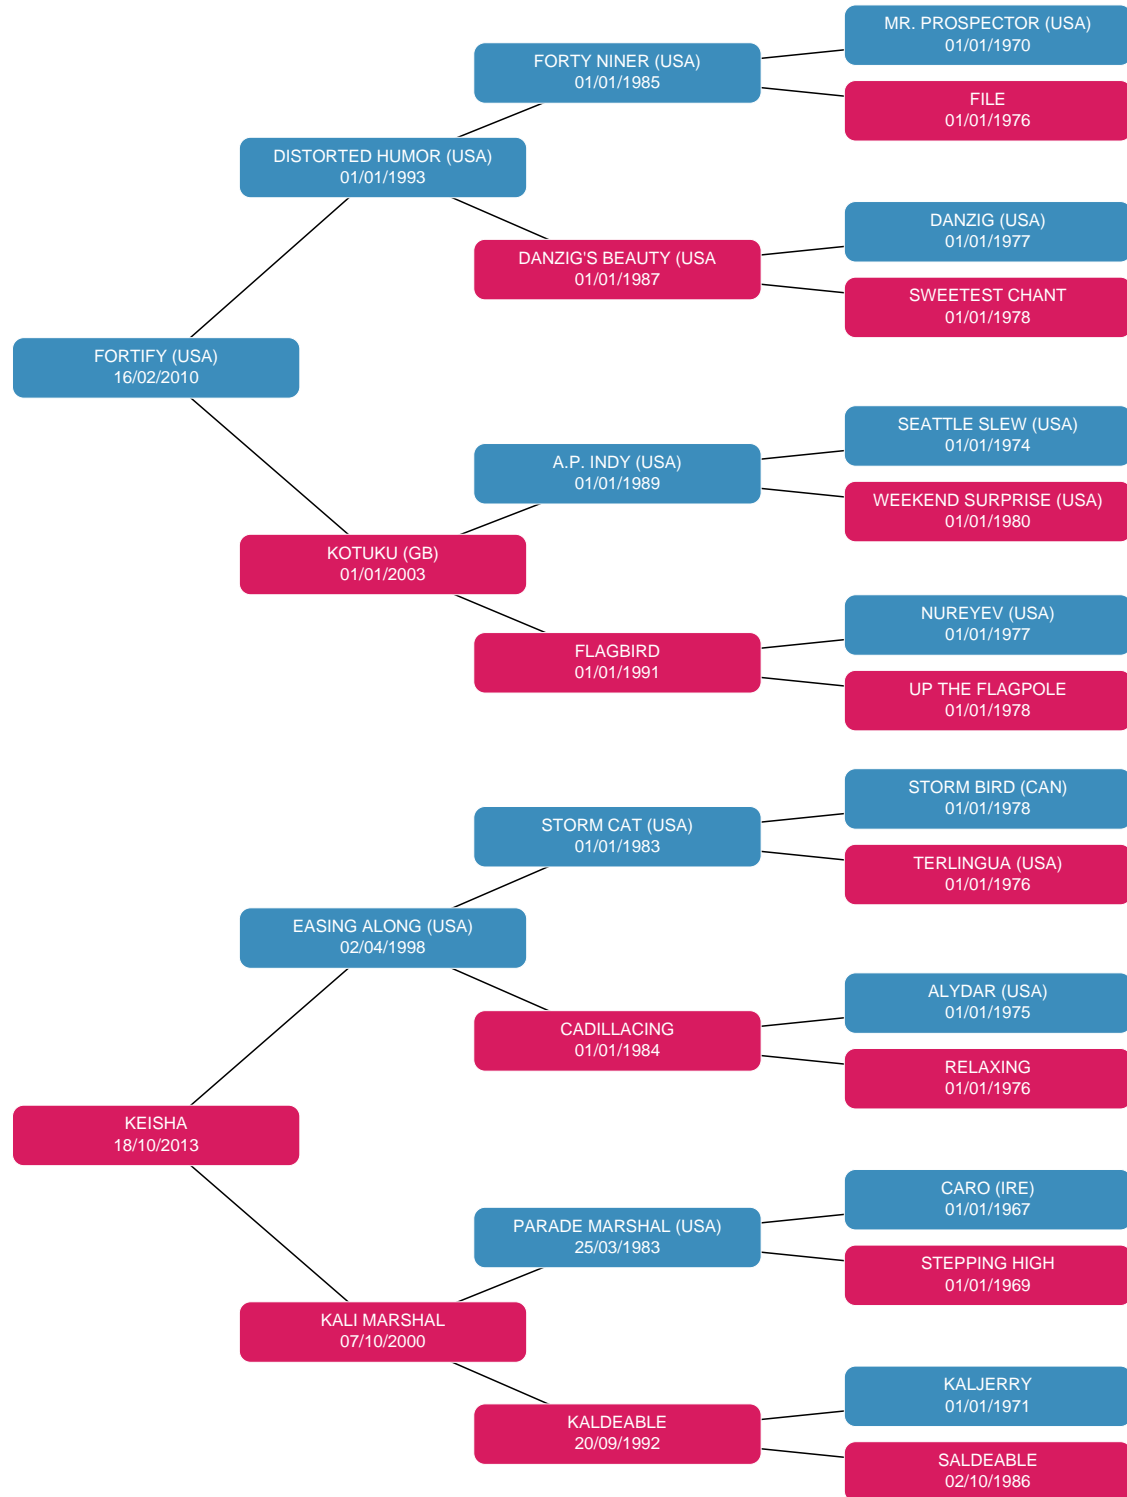 MR. PROSPECTOR (USA)
01/01/1970
FORTY NINER (USA)
01/01/1985
FILE
01/01/1976
DISTORTED HUMOR (USA)
01/01/1993
DANZIG (USA)
01/01/1977
DANZIG'S BEAUTY (USA
01/01/1987
SWEETEST CHANT
01/01/1978
FORTIFY (USA)
16/02/2010
SEATTLE SLEW (USA)
01/01/1974
A.P. INDY (USA)
01/01/1989
WEEKEND SURPRISE (USA)
01/01/1980
KOTUKU (GB)
01/01/2003
NUREYEV (USA)
01/01/1977
FLAGBIRD
01/01/1991
UP THE FLAGPOLE
01/01/1978
STORM BIRD (CAN)
01/01/1978
STORM CAT (USA)
01/01/1983
TERLINGUA (USA)
01/01/1976
EASING ALONG (USA)
02/04/1998
ALYDAR (USA)
01/01/1975
CADILLACING
01/01/1984
RELAXING
01/01/1976
KEISHA
18/10/2013
CARO (IRE)
01/01/1967
PARADE MARSHAL (USA)
25/03/1983
STEPPING HIGH
01/01/1969
KALI MARSHAL
07/10/2000
KALJERRY
01/01/1971
KALDEABLE
20/09/1992
SALDEABLE
02/10/1986